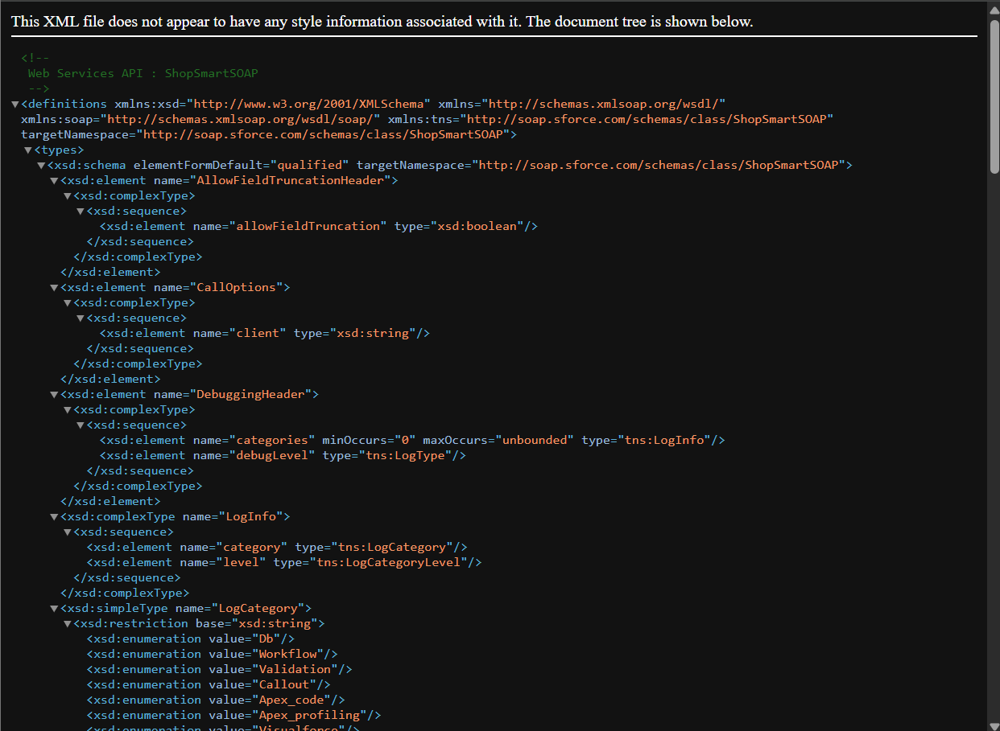 This XML file does not appear to have any style information associated with it. The document tree is shown below.
<!--
Web Services API : ShopSmartSOAP
-->
▼<definitions xmlns:xsd="http://www.w3.org/2001/XMLSchema" xmlns="http://schemas.xmlsoap.org/wsdl/"
xmlns:soap="http://schemas.xmlsoap.org/wsdl/soap/" xmlns:tns="http://soap.sforce.com/schemas/class/ShopSmartSOAP"
targetNamespace="http://soap.sforce.com/schemas/class/ShopSmartSOAP">
▼<types>
▼<xsd:schema elementFormDefault="qualified" targetNamespace="http://soap.sforce.com/schemas/class/ShopSmartSOAP">
▼<xsd:element name="AllowFieldTruncationHeader">
▼<xsd:complexType>
▼<xsd:sequence>
<xsd:element name="allowFieldTruncation" type="xsd:boolean"/>
</xsd:sequence>
</xsd:complexType>
</xsd:element>
▼<xsd:element name="CallOptions">
▼<xsd:complexType>
▼<xsd:sequence>
<xsd:element name="client" type="xsd:string"/>
</xsd:sequence>
</xsd:complexType>
</xsd:element>
▼<xsd:element name="DebuggingHeader">
▼<xsd:complexType>
▼<xsd:sequence>
<xsd:element name="categories" minOccurs="0" maxOccurs="unbounded" type="tns:LogInfo"/>
<xsd:element name="debugLevel" type="tns:LogType"/>
</xsd:sequence>
</xsd:complexType>
</xsd:element>
▼<xsd:complexType name="LogInfo">
▼<xsd:sequence>
<xsd:element name="category" type="tns:LogCategory"/>
<xsd:element name="level" type="tns:LogCategoryLevel"/>
</xsd:sequence>
</xsd:complexType>
▼<xsd:simpleType name="LogCategory">
▼<xsd:restriction base="xsd:string">
<xsd:enumeration value="Db"/>
<xsd:enumeration value="Workflow"/>
<xsd:enumeration value="Validation"/>
<xsd:enumeration value="Callout"/>
<xsd:enumeration value="Apex_code"/>
<xsd:enumeration value="Apex_profiling"/>
<xsd:enumeration value="Visualforce"/>